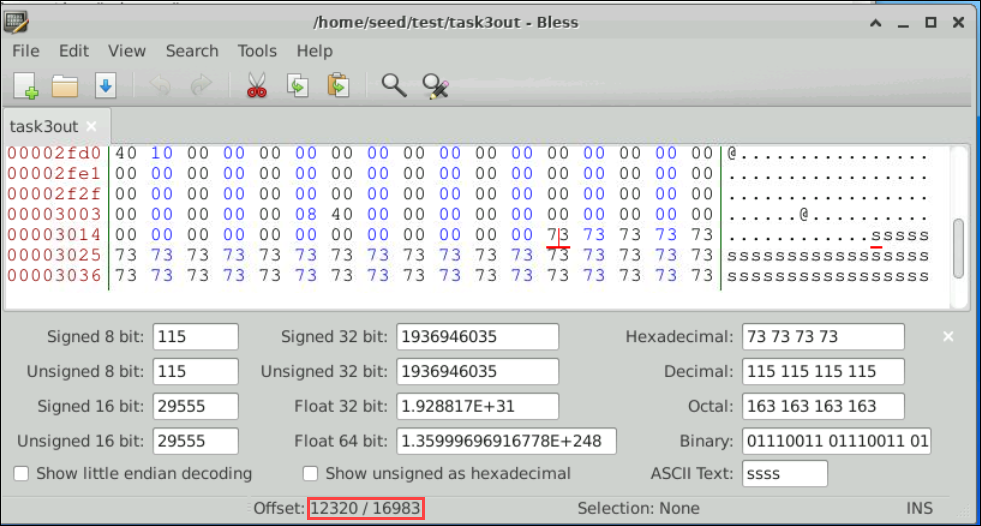 /home/seed/test/task3out - Bless
File Edit View Search Tools Help
task3out
00002fd0 40 10 00 00 00 00 00 00 00 00 00 00 00 00 00 00 00 @................
00002fe1 00 00 00 00 00 00 00 00 00 00 00 00 00 00 00 00 00 .................
00002ff2 00 00 00 00 00 00 00 00 00 00 00 00 00 00 00 00 00 .................
00003003 00 00 00 00 00 08 40 00 00 00 00 00 00 00 00 00 00 ......@..........
00003014 00 00 00 00 00 00 00 00 00 00 00 00 73 73 73 73 73 ............sssss
00003025 73 73 73 73 73 73 73 73 73 73 73 73 73 73 73 73 73 sssssssssssssssss
00003036 73 73 73 73 73 73 73 73 73 73 73 73 73 73 73 73 73 sssssssssssssssss
Signed 8 bit: 115 Signed 32 bit: 1936946035 Hexadecimal: 73 73 73 73
Unsigned 8 bit: 115 Unsigned 32 bit: 1936946035 Decimal: 115 115 115 115
Signed 16 bit: 29555 Float 32 bit: 1.928817E+31 Octal: 163 163 163 163
Unsigned 16 bit: 29555 Float 64 bit: 1.35999696916778E+248 Binary: 01110011 01110011 01
Show little endian decoding Show unsigned as hexadecimal ASCII Text: ssss
Offset: 12320 / 16983 Selection: None INS